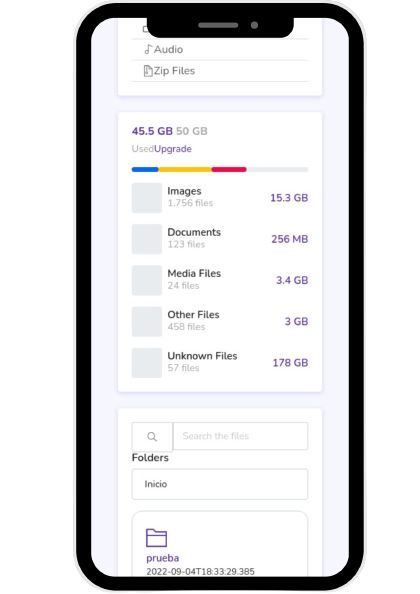 Audio
Zip Files
45.5 GB 50 GB
UsedUpgrade
Images
1,756 files
15.3 GB
Documents
123 files
256 MB
Media Files
24 files
3.4 GB
Other Files
458 files
3 GB
Unknown Files
57 files
178 GB
Search the files
Folders
Inicio
prueba
2022-09-04T18:33:29.385